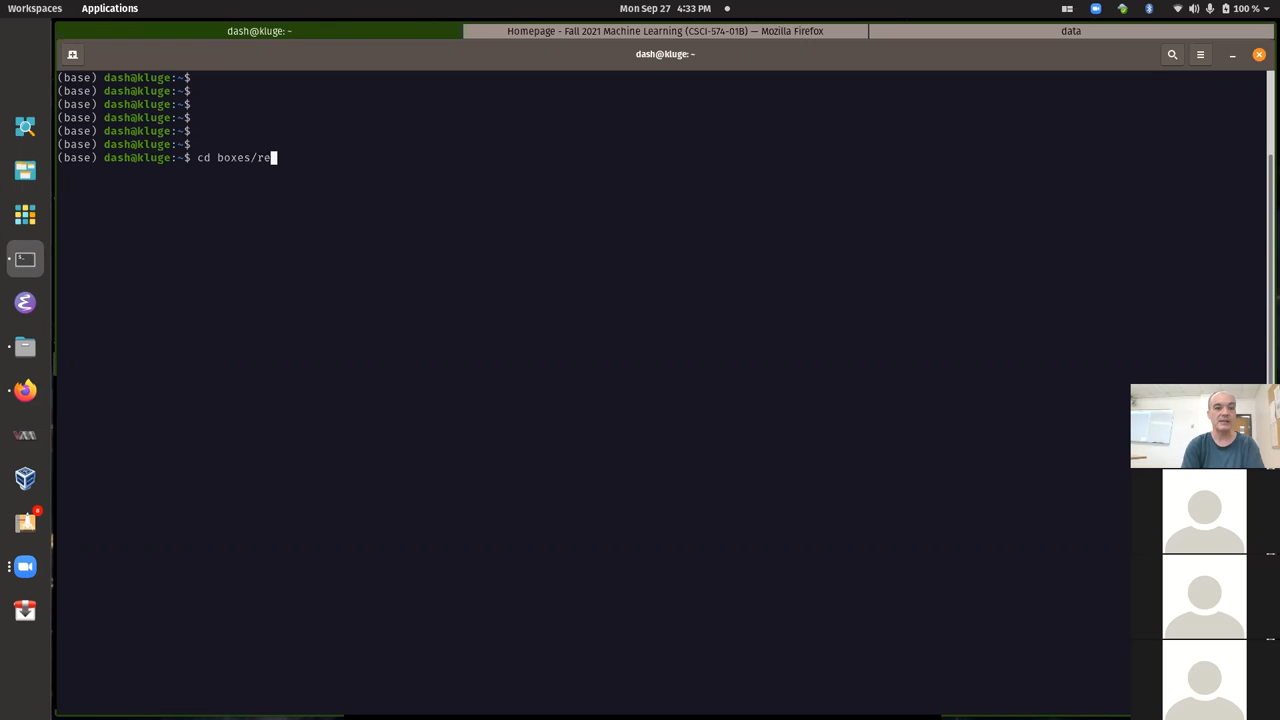 Workspaces Applications Mon Sep 27 4:33 PM 100 %
dash@kluge: ~ Homepage - Fall 2021 Machine Learning (CSCI-574-01B) — Mozilla Firefox data
dash@kluge: ~
(base) dash@kluge:~$
(base) dash@kluge:~$
(base) dash@kluge:~$
(base) dash@kluge:~$
(base) dash@kluge:~$
(base) dash@kluge:~$
(base) dash@kluge:~$ cd boxes/re